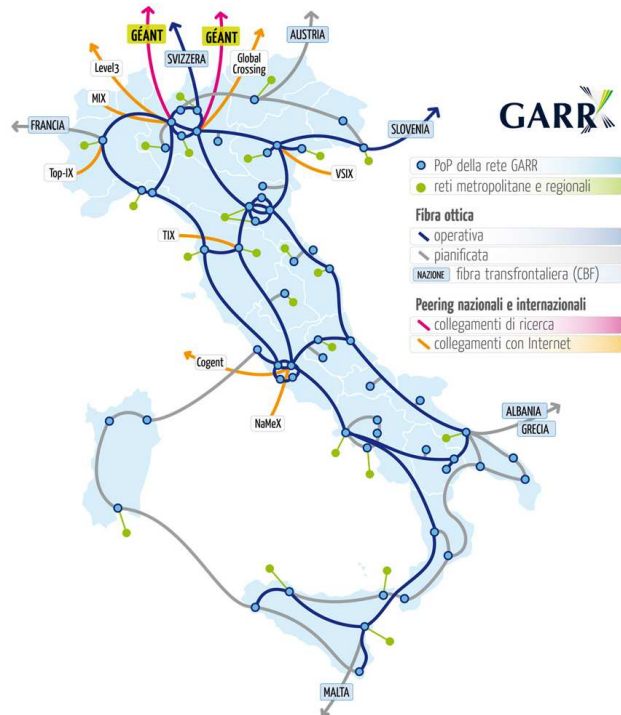 GÉANT
GÉANT
AUSTRIA
SVIZZERA
Global
Crossing
Level3
MIX
FRANCIA
SLOVENIA
Top-IX
VSIX
TIX
Cogent
NaMeX
ALBANIA
GRECIA
MALTA
GARR
PoP della rete GARR
reti metropolitane e regionali
Fibra ottica
operativa
pianificata
NAZIONE fibra transfrontaliera (CBF)
Peering nazionali e internazionali
collegamenti di ricerca
collegamenti con Internet